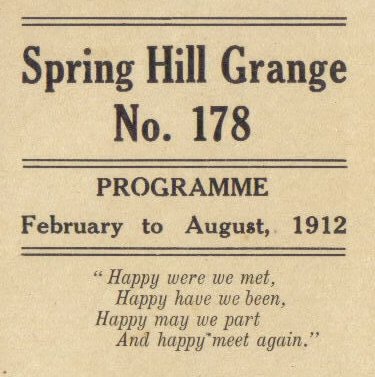 Spring Hill Grange
No. 178
PROGRAMME
February to August, 1912
" Happy were we met,
Happy have we been,
Happy may we part
And happy meet again."